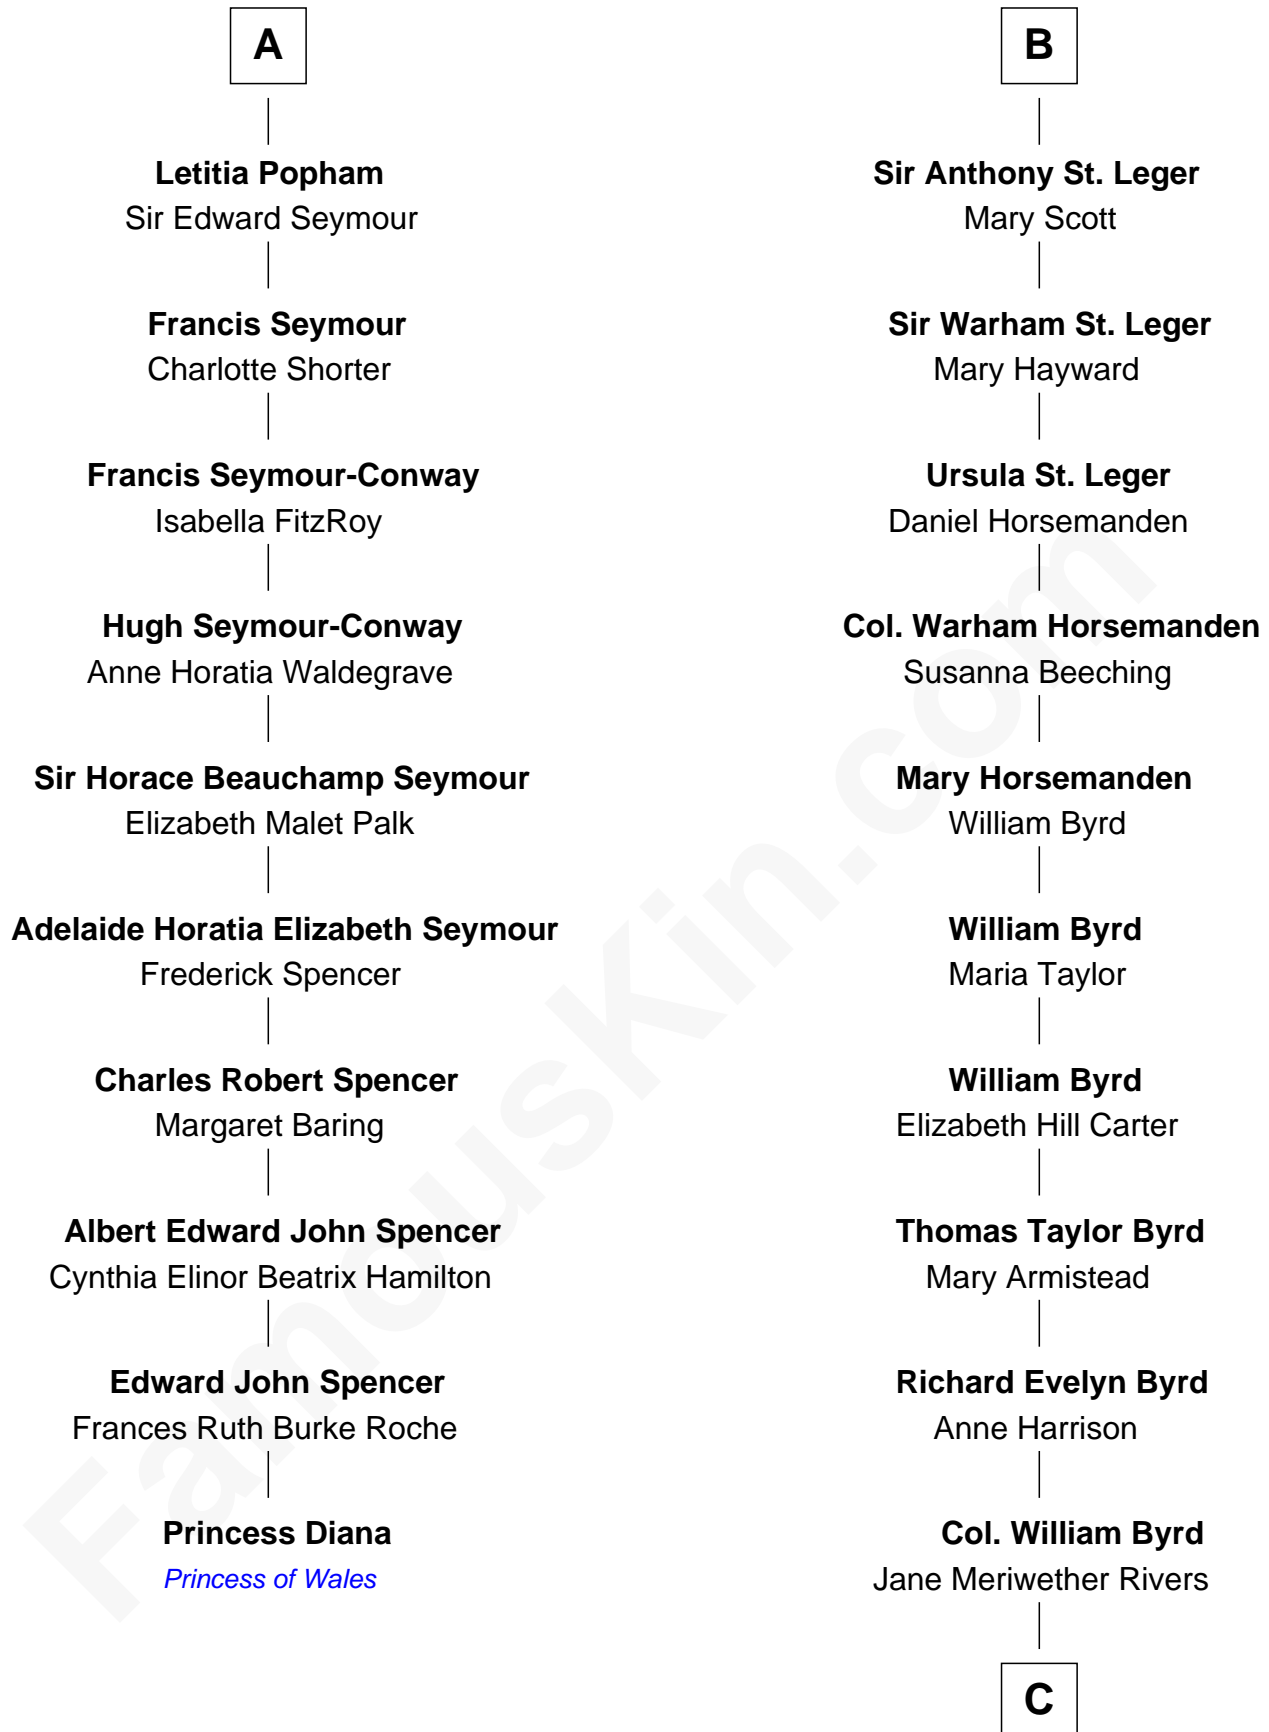 A
Letitia Popham
Sir Edward Seymour
Francis Seymour
Charlotte Shorter
Francis Seymour-Conway
Isabella FitzRoy
Hugh Seymour-Conway
Anne Horatia Waldegrave
Sir Horace Beauchamp Seymour
Elizabeth Malet Palk
Adelaide Horatia Elizabeth Seymour
Frederick Spencer
Charles Robert Spencer
Margaret Baring
Albert Edward John Spencer
Cynthia Elinor Beatrix Hamilton
Edward John Spencer
Frances Ruth Burke Roche
Princess Diana
Princess of Wales
B
Sir Anthony St. Leger
Mary Scott
Sir Warham St. Leger
Mary Hayward
Ursula St. Leger
Daniel Horsemanden
Col. Warham Horsemanden
Susanna Beeching
Mary Horsemanden
William Byrd
William Byrd
Maria Taylor
William Byrd
Elizabeth Hill Carter
Thomas Taylor Byrd
Mary Armistead
Richard Evelyn Byrd
Anne Harrison
Col. William Byrd
Jane Meriwether Rivers
C
FamousKin.com